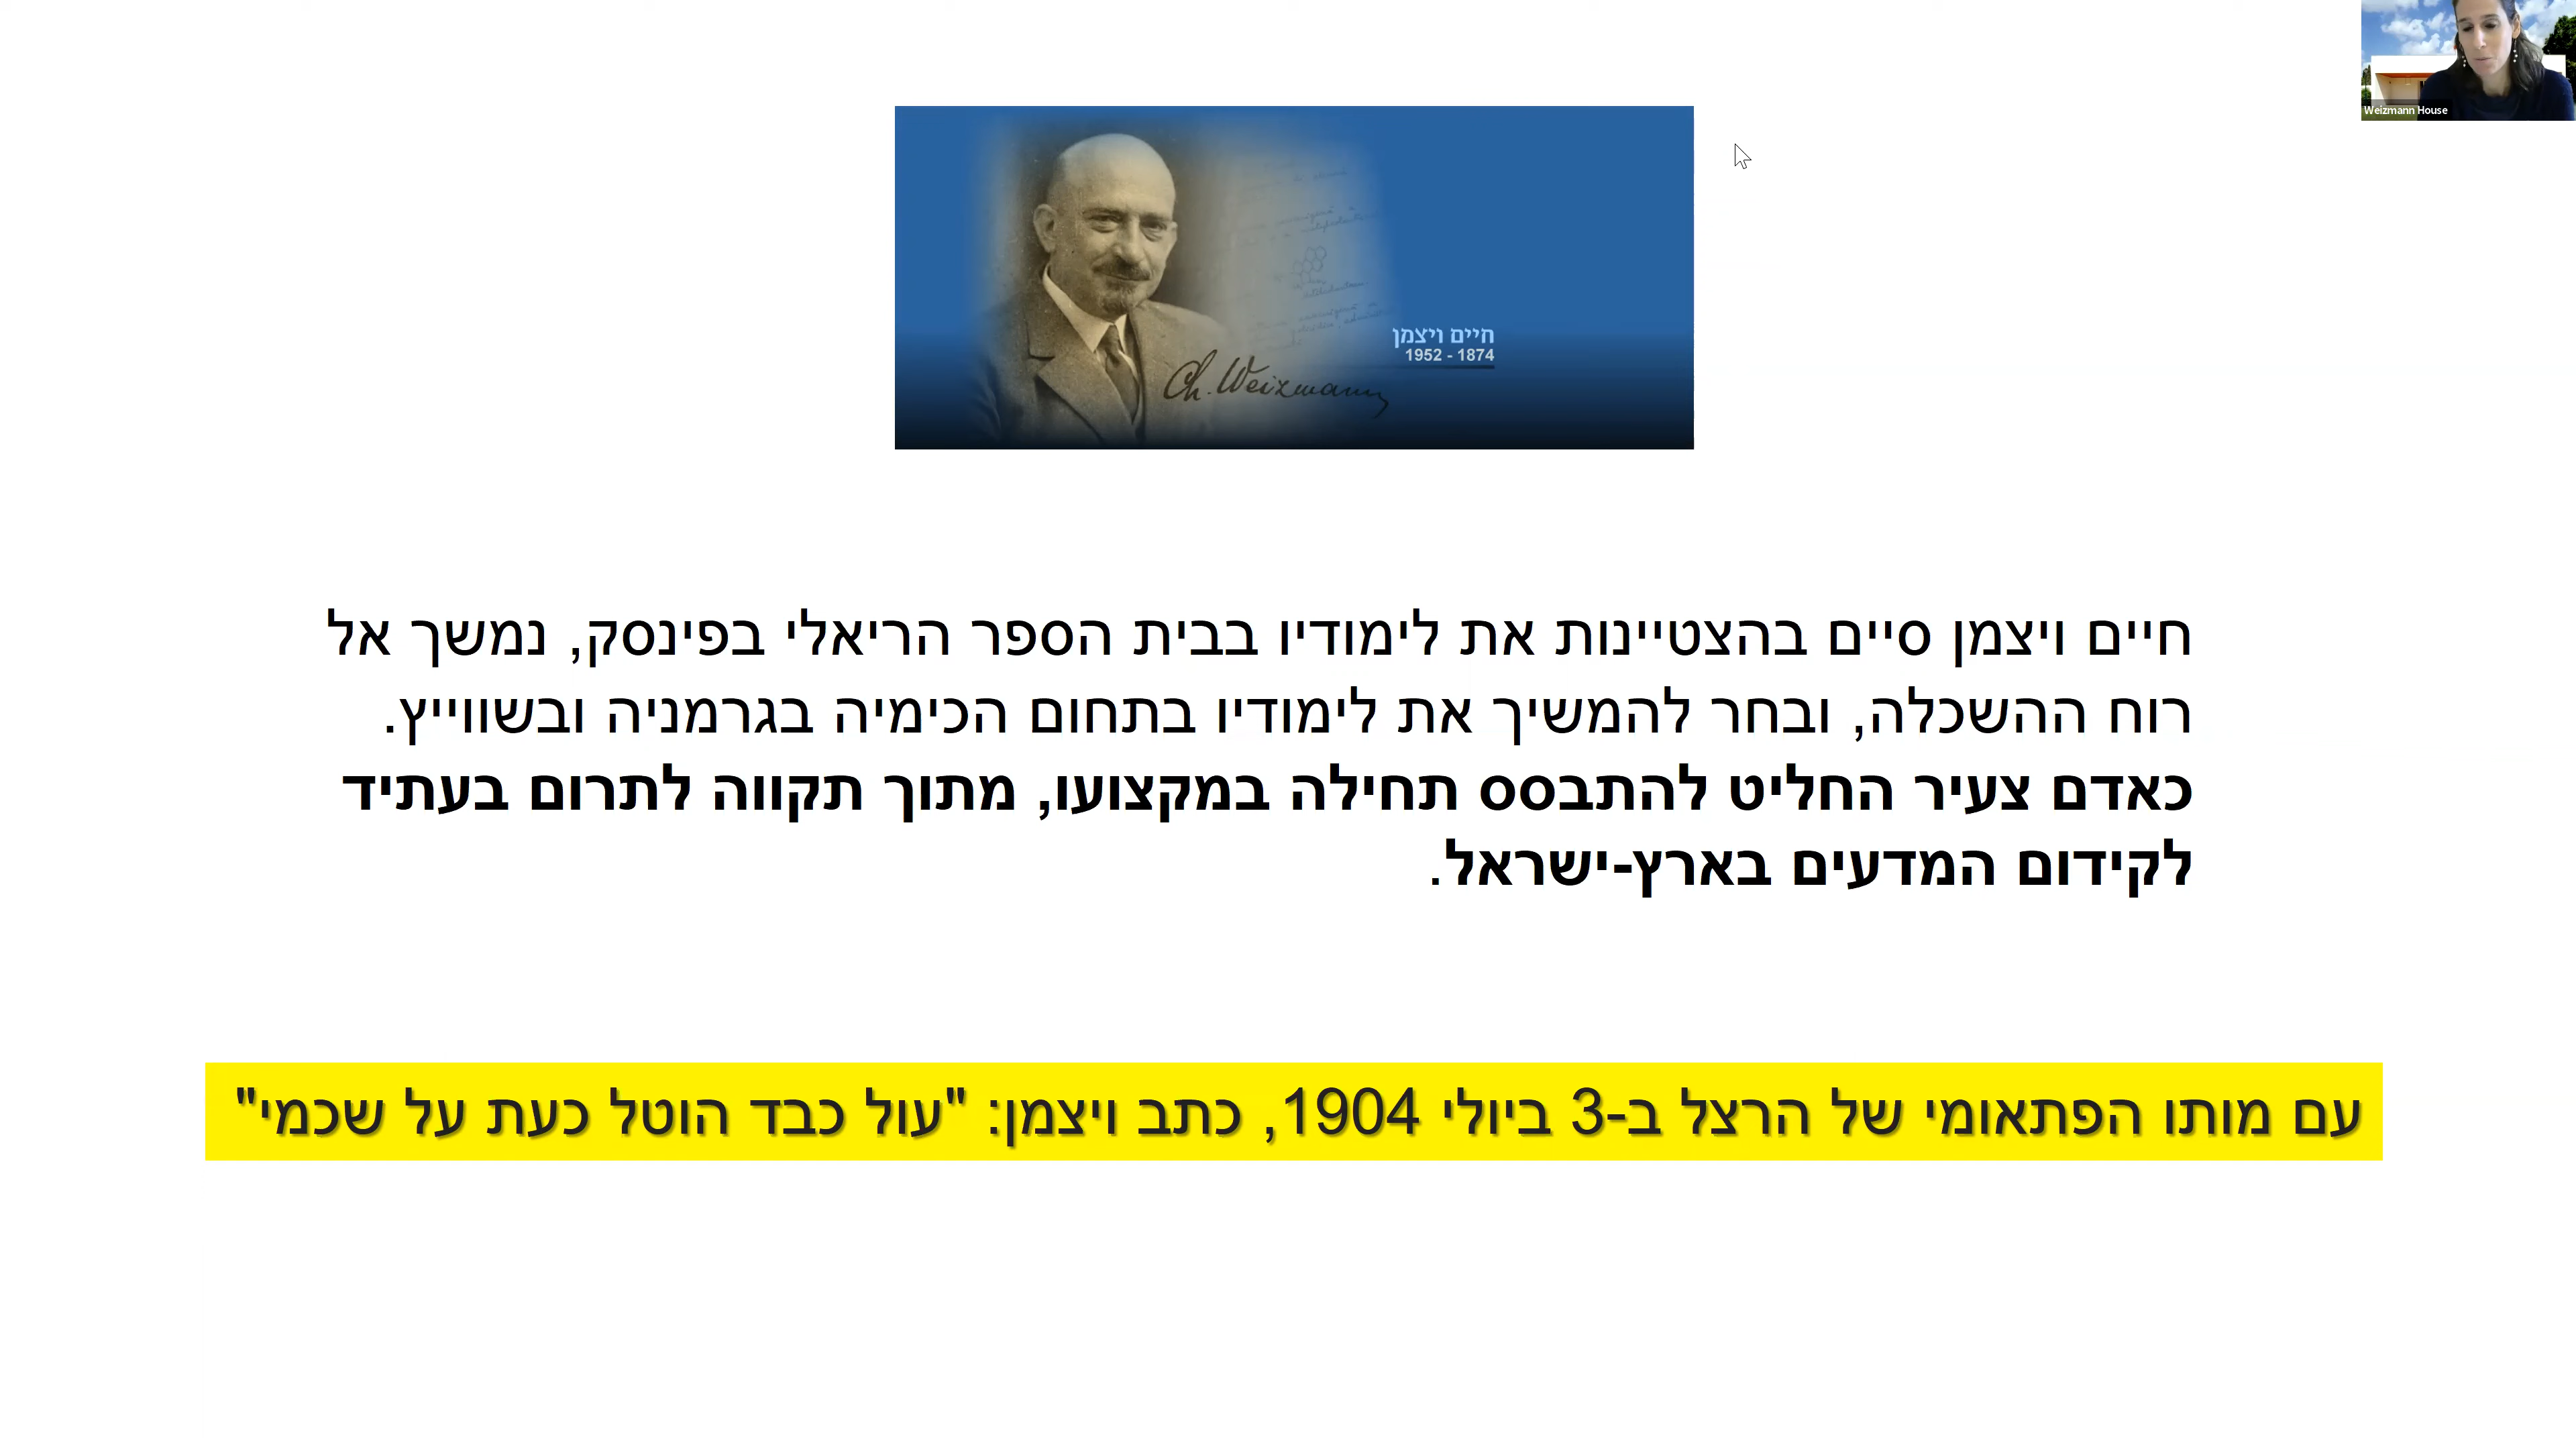 Weizmann House
חיים ויצמן
1952 - 1874
Ch. Weizmann
חיים ויצמן סיים בהצטיינות את לימודיו בבית הספר הריאלי בפינסק, נמשך אל
רוח ההשכלה, ובחר להמשיך את לימודיו בתחום הכימיה בגרמניה ובשווייץ.
כאדם צעיר החליט להתבסס תחילה במקצועו, מתוך תקווה לתרום בעתיד
לקידום המדעים בארץ-ישראל.
עם מותו הפתאומי של הרצל ב-3 ביולי 1904, כתב ויצמן: "עול כבד הוטל כעת על שכמי"